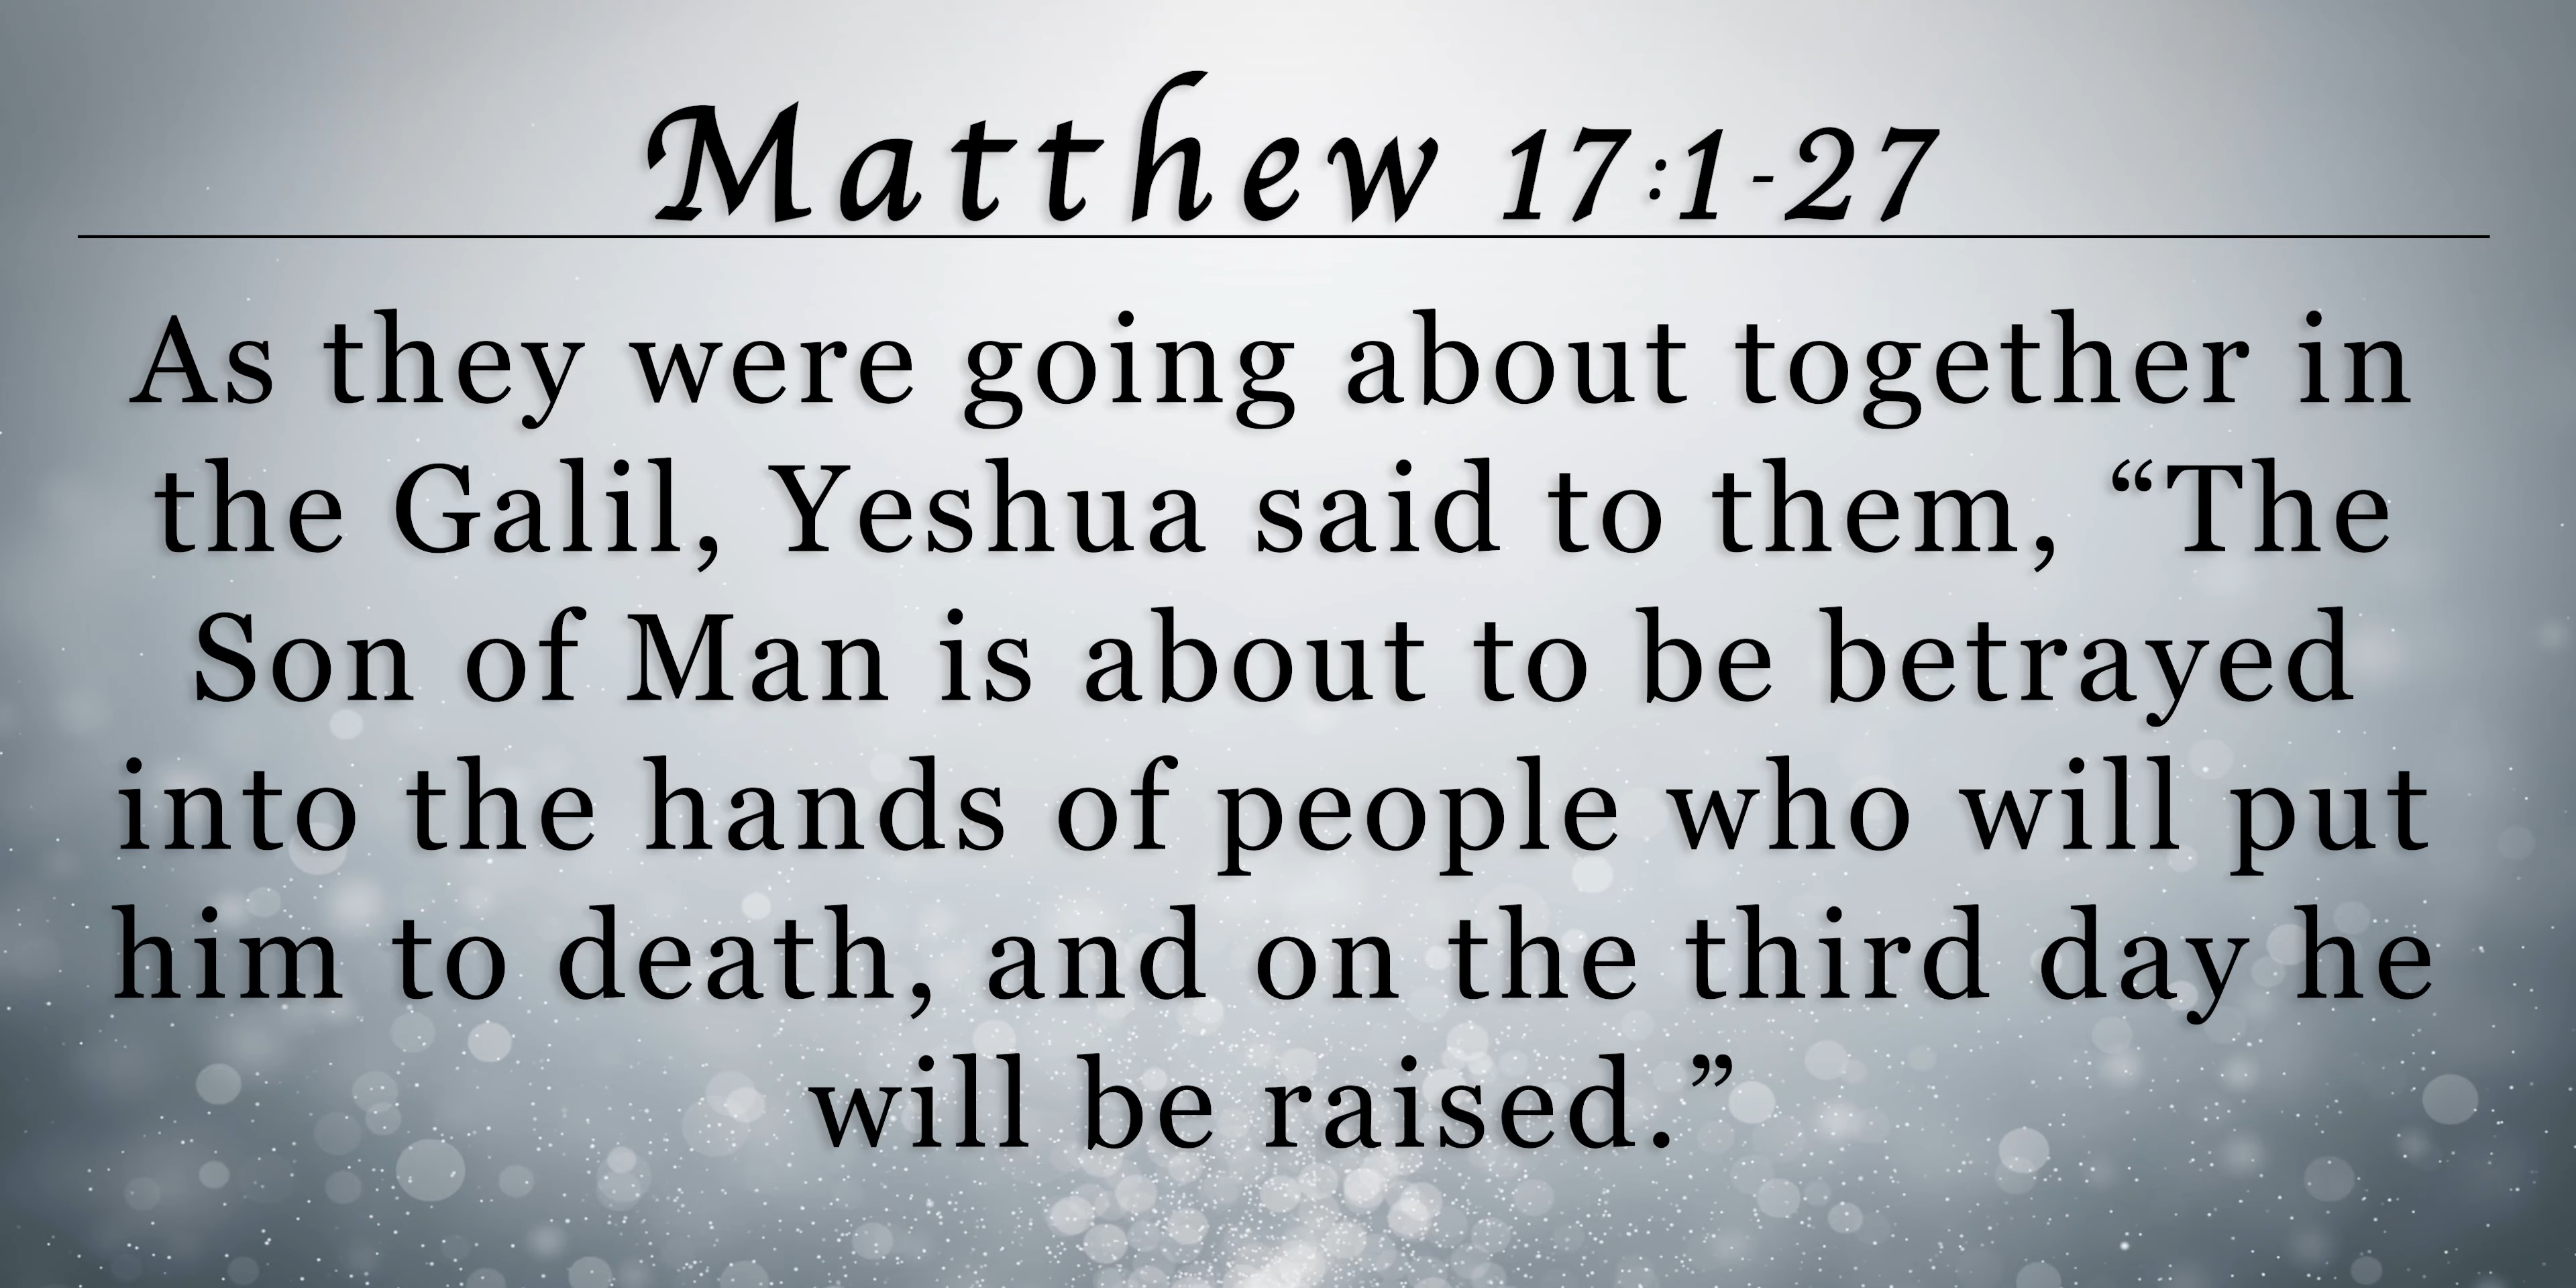 Matthew 17:1-27
As they were going about together in
the Galil, Yeshua said to them, “The
Son of Man is about to be betrayed
into the hands of people who will put
him to death, and on the third day he
will be raised.”